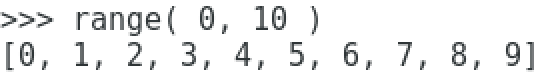 >>> range( 0, 10 )
[0, 1, 2, 3, 4, 5, 6, 7, 8, 9]